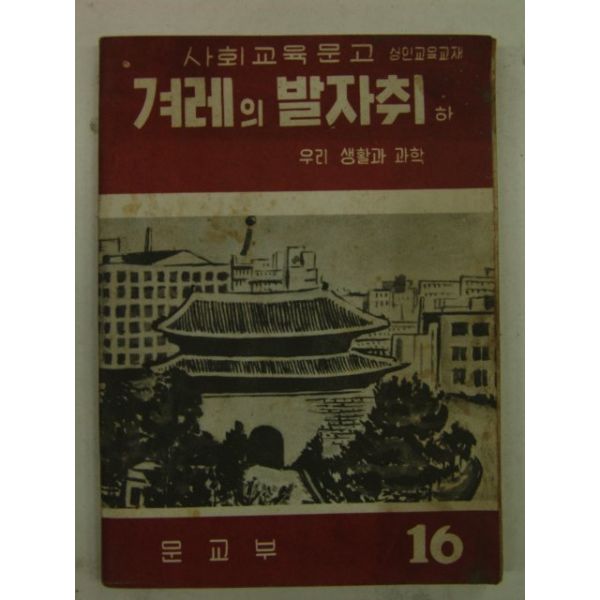 사회교육문고 성인교육교재
겨레의 발자취 하
우리 생활과 과학
문교부 16